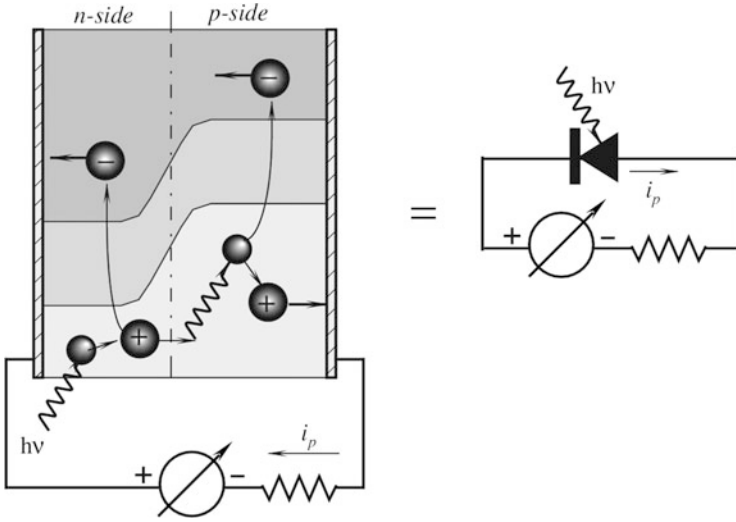 n-side p-side
−
−
+
+
hν
+ −
i_p
=
hν
i_p
+ −